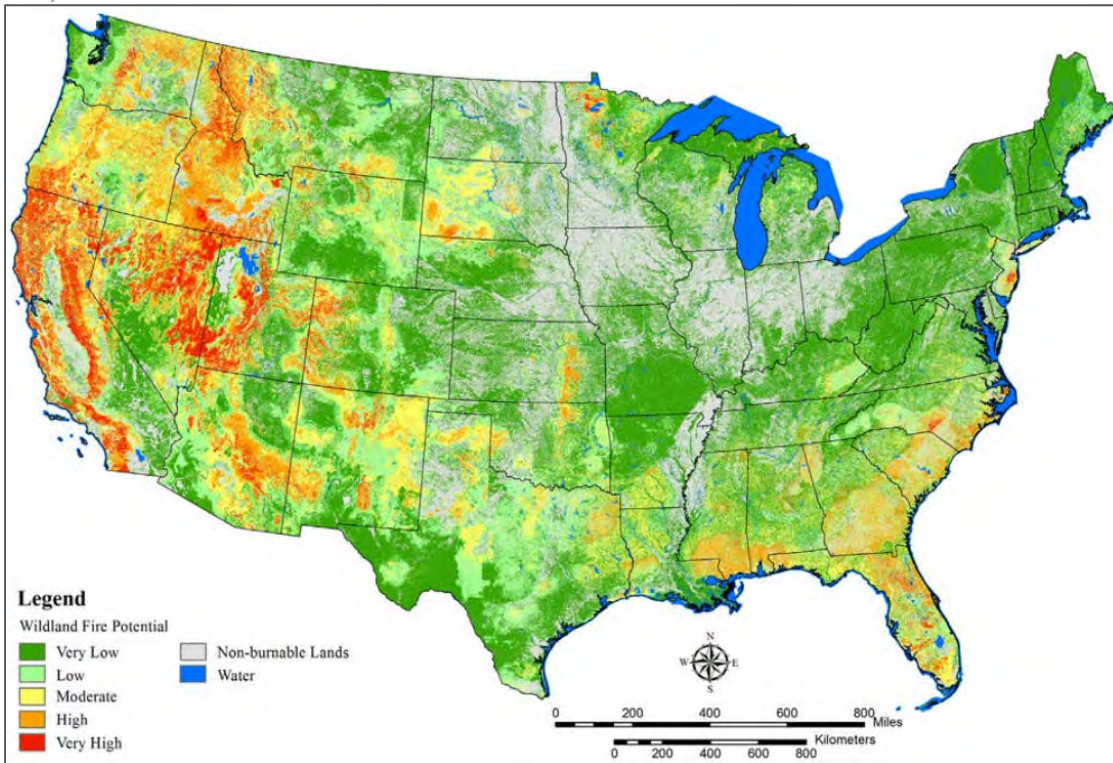 Legend
Wildland Fire Potential
Very Low
Low
Moderate
High
Very High
Non-burnable Lands
Water
N
W E
S
0 200 400 600 800
Miles
Kilometers
0 200 400 600 800